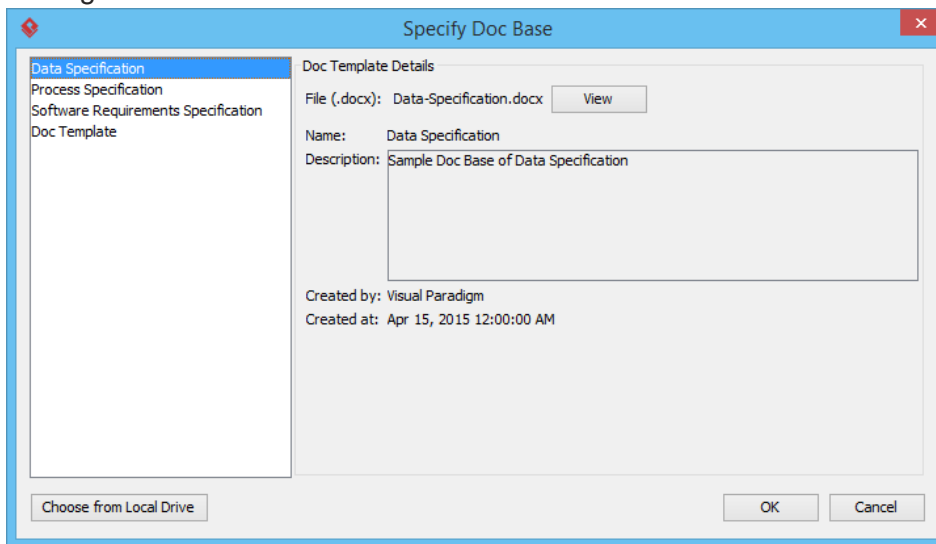 Specify Doc Base
Data Specification
Process Specification
Software Requirements Specification
Doc Template
Doc Template Details
File (.docx): Data-Specification.docx View
Name: Data Specification
Description: Sample Doc Base of Data Specification
Created by: Visual Paradigm
Created at: Apr 15, 2015 12:00:00 AM
Choose from Local Drive
OK
Cancel